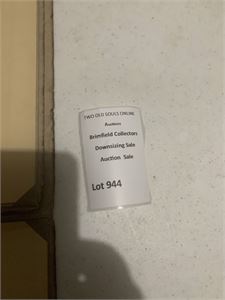 TWO OLD SOULS ONLINE
Auctions
Brimfield Collectors
Downsizing Sale
Auction Sale
Lot 944